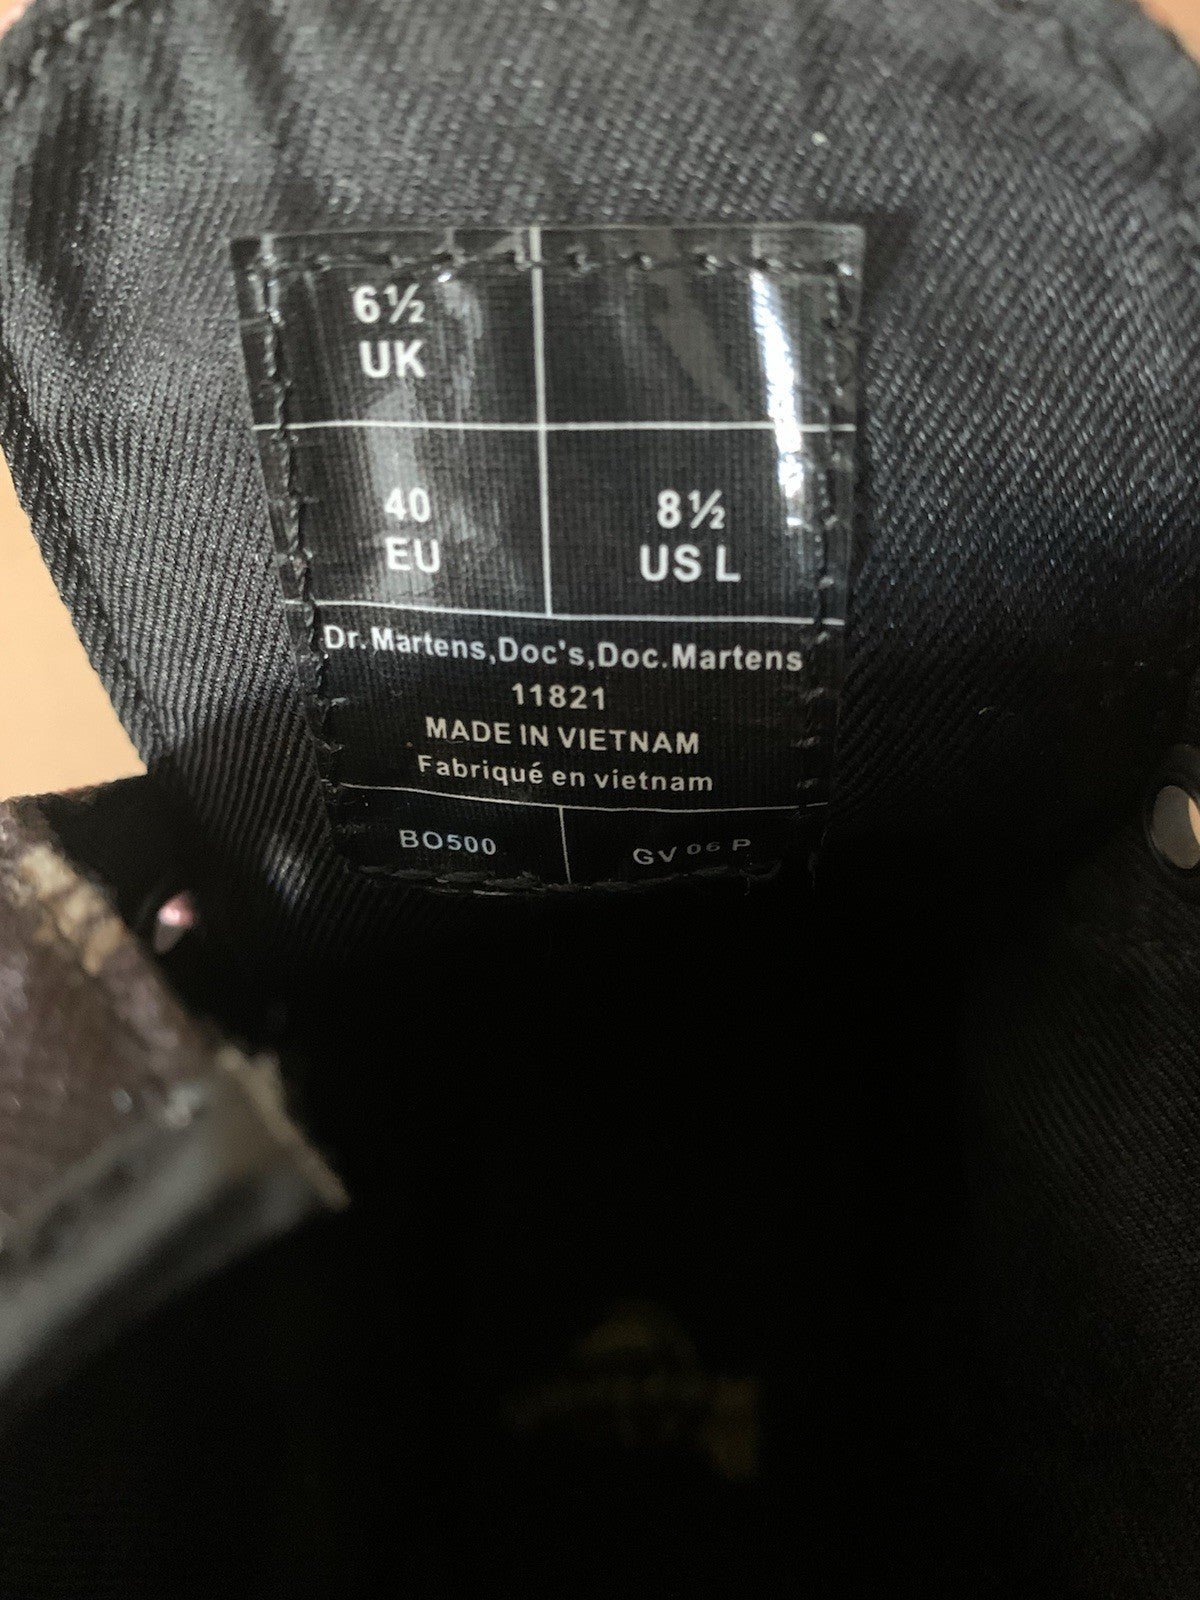 6½
UK
40
EU
8½
US L
Dr.Martens,Doc's,Doc.Martens
11821
MADE IN VIETNAM
Fabriqué en vietnam
BO500
GV 06 P